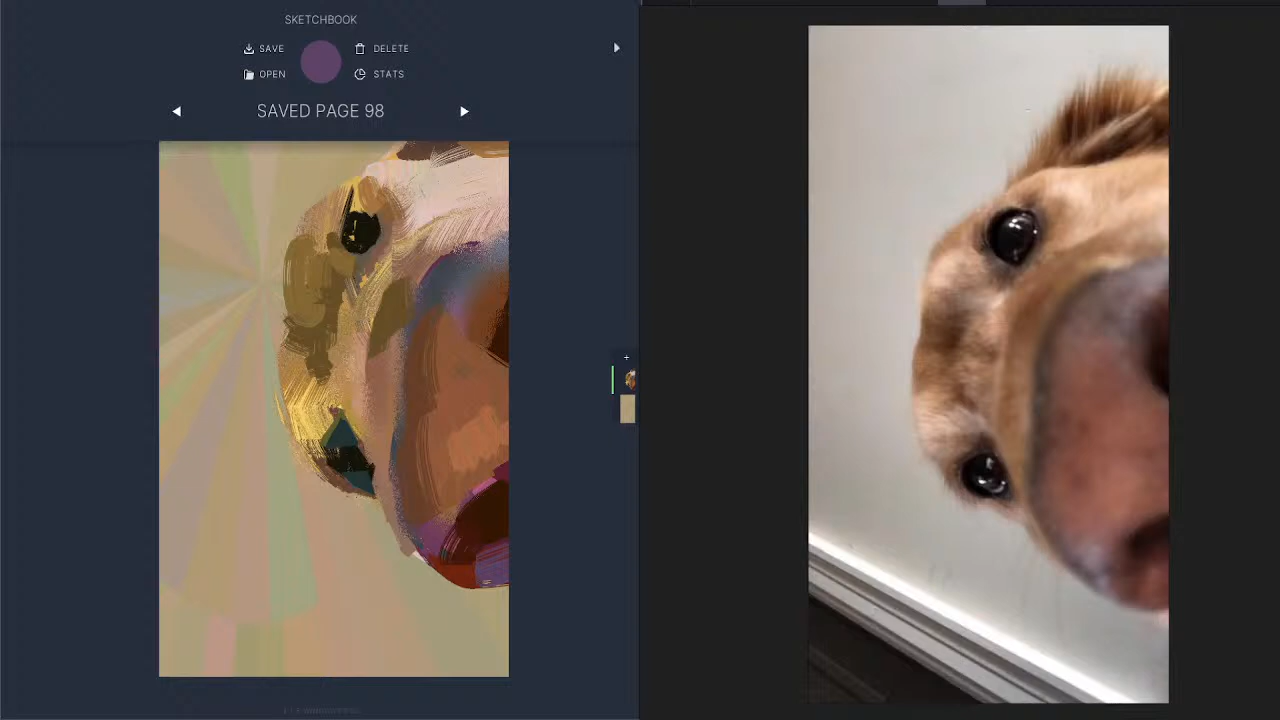 SKETCHBOOK
SAVE
DELETE
OPEN
STATS
SAVED PAGE 98
+